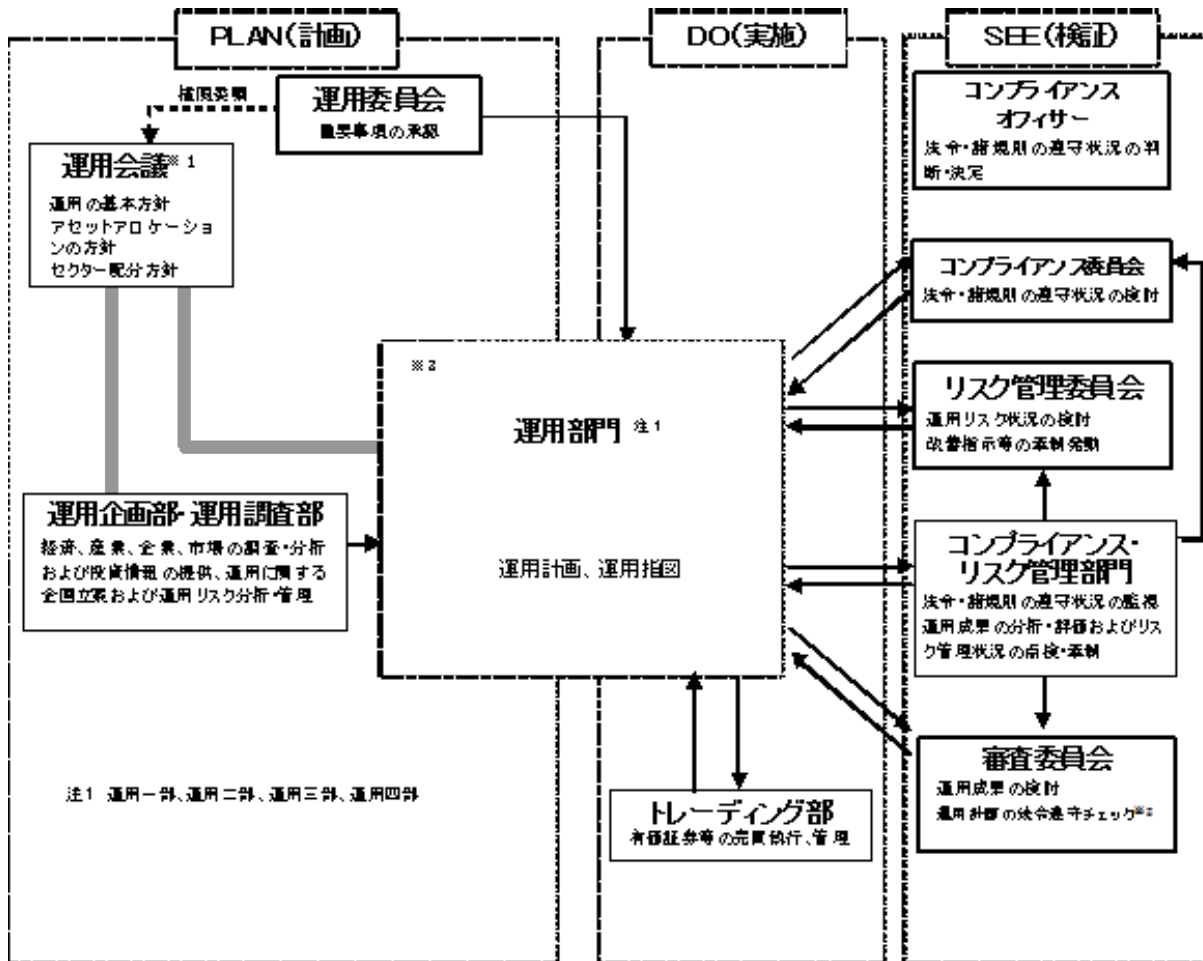 PLAN(計画)
権限委嘱
運用委員会
重要事項の承認
運用会議※1
運用の基本方針
アセットアロケーショ
ンの方針
セクター配分方針
運用企画部・運用調査部
経済、産業、企業、市場の調査・分析
および投資情報の提供、運用に関する
企画立案および運用リスク分析・管理
※2
運用部門 注1
運用計画、運用指図
注1 運用一部、運用二部、運用三部、運用四部
DO(実施)
トレーディング部
有価証券等の売買執行、管理
SEE(検証)
コンプライアンス
オフィサー
法令・諸規則の遵守状況の判
断・決定
コンプライアンス委員会
法令・諸規則の遵守状況の検討
リスク管理委員会
運用リスク状況の検討
改善指示等の牽制発動
コンプライアンス・
リスク管理部門
法令・諸規則の遵守状況の監視
運用成果の分析・評価およびリス
ク管理状況の点検・牽制
審査委員会
運用成果の検討
運用計画の法令遵守チェック